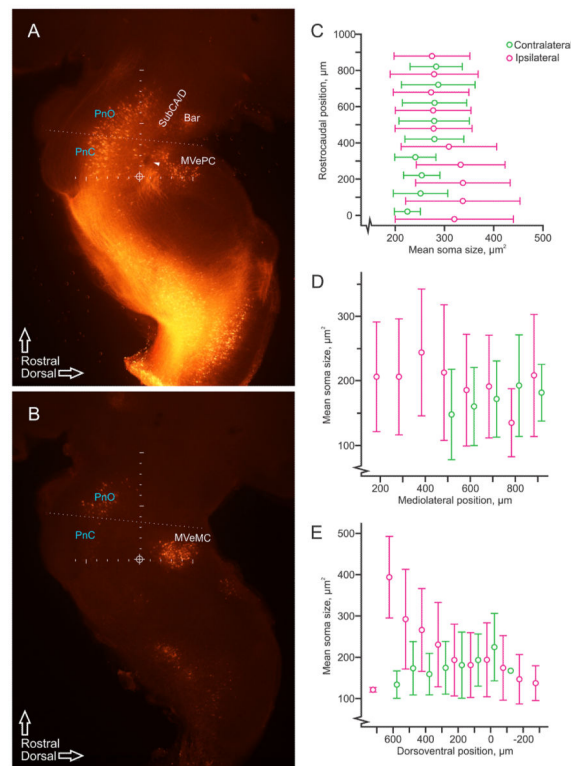 A
PnO
SubCA/D
Bar
PnC
MVePC
Rostral
Dorsal
B
PnO
PnC
MVeMC
Rostral
Dorsal
C
Contralateral
Ipsilateral
Rostrocaudal position, µm
1000
800
600
400
200
0
200 300 400 500
Mean soma size, µm²
D
Mean soma size, µm²
300
200
100
200 400 600 800
Mediolateral position, µm
E
Mean soma size, µm²
500
400
300
200
100
600 400 200 0 -200
Dorsoventral position, µm